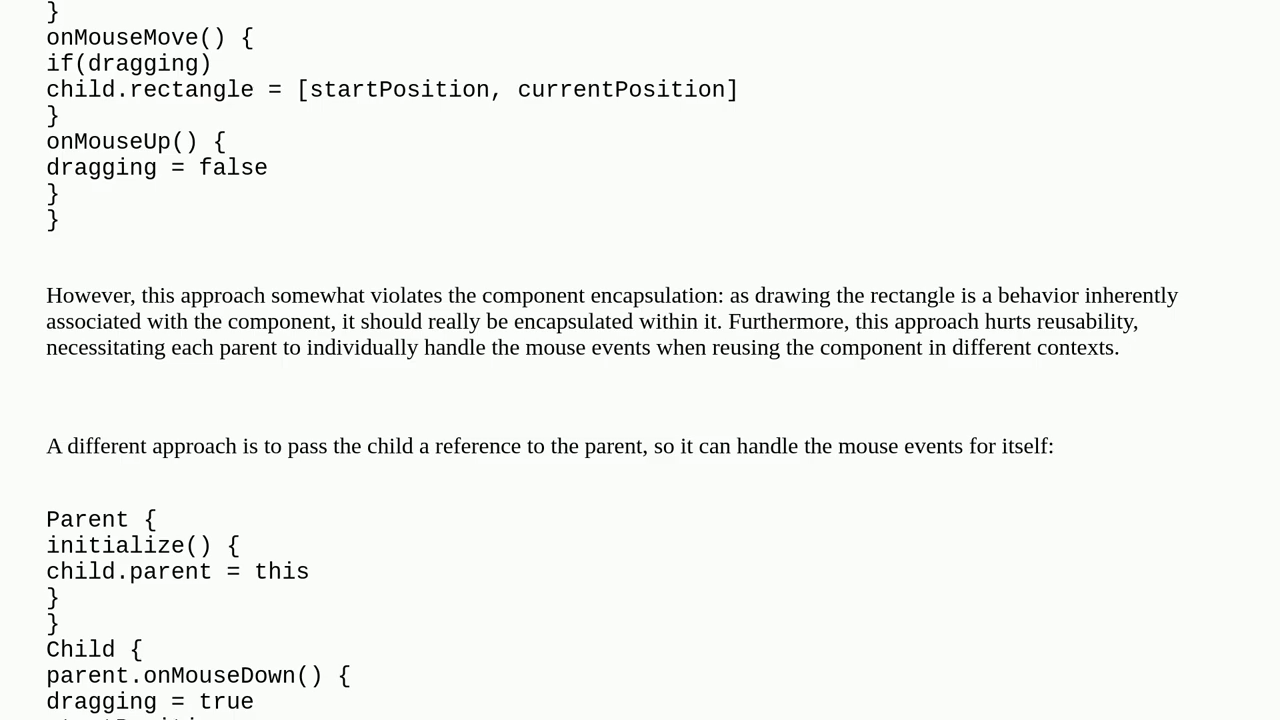 }
onMouseMove() {
if(dragging)
child.rectangle = [startPosition, currentPosition]
}
onMouseUp() {
dragging = false
}
}
However, this approach somewhat violates the component encapsulation: as drawing the rectangle is a behavior inherently
associated with the component, it should really be encapsulated within it. Furthermore, this approach hurts reusability,
necessitating each parent to individually handle the mouse events when reusing the component in different contexts.
A different approach is to pass the child a reference to the parent, so it can handle the mouse events for itself:
Parent {
initialize() {
child.parent = this
}
}
Child {
parent.onMouseDown() {
dragging = true